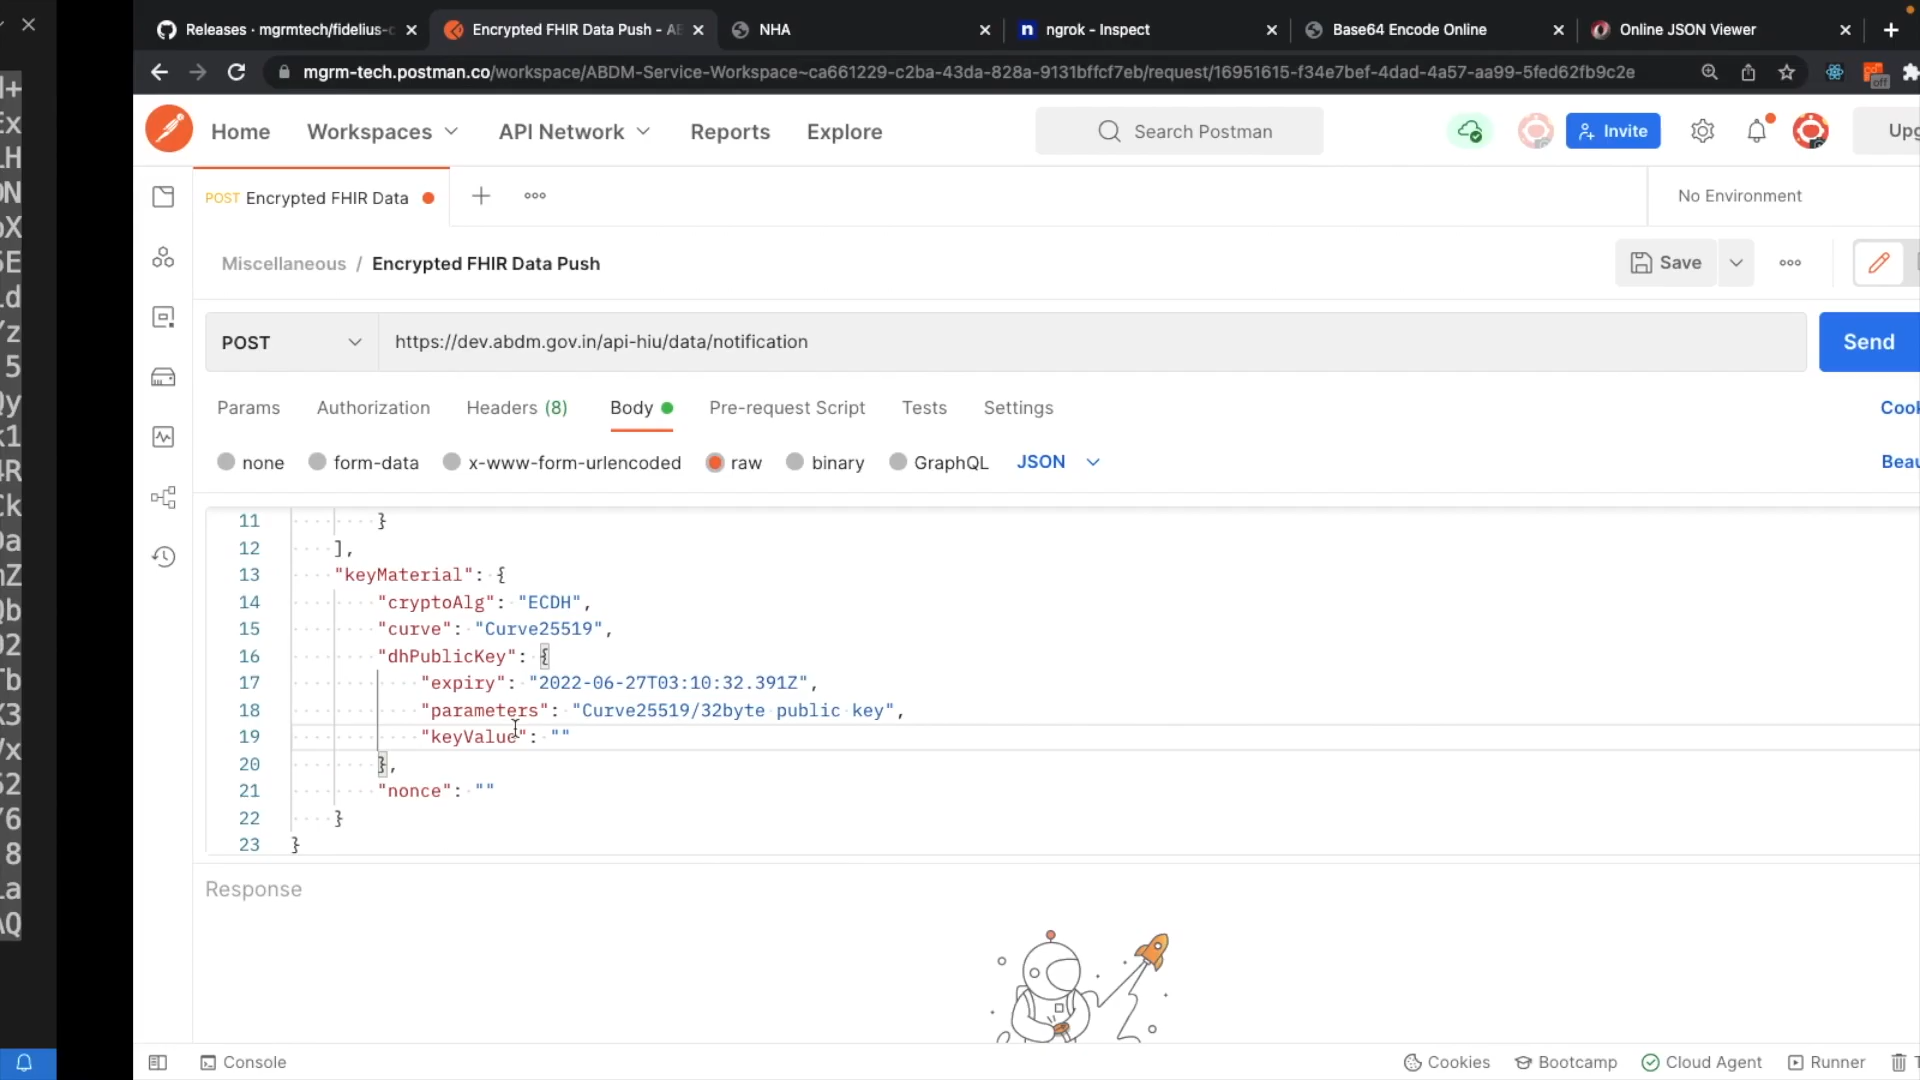 Releases · mgrmtech/fidelius-c
Encrypted FHIR Data Push - AB
NHA
ngrok - Inspect
Base64 Encode Online
Online JSON Viewer
mgrm-tech.postman.co/workspace/ABDM-Service-Workspace~ca661229-c2ba-43da-828a-9131bffcf7eb/request/16951615-f34e7bef-4dad-4a57-aa99-5fed62fb9c2e
off
Home
Workspaces
API Network
Reports
Explore
Search Postman
Invite
Upg
POST Encrypted FHIR Data
No Environment
Miscellaneous / Encrypted FHIR Data Push
Save
POST
https://dev.abdm.gov.in/api-hiu/data/notification
Send
Params
Authorization
Headers (8)
Body
Pre-request Script
Tests
Settings
Cook
none
form-data
x-www-form-urlencoded
raw
binary
GraphQL
JSON
Beau
11 }
12 ],
13 "keyMaterial": {
14 "cryptoAlg": "ECDH",
15 "curve": "Curve25519",
16 "dhPublicKey": {
17 "expiry": "2022-06-27T03:10:32.391Z",
18 "parameters": "Curve25519/32byte public key",
19 "keyValue": ""
20 },
21 "nonce": ""
22 }
23 }
Response
Console
Cookies
Bootcamp
Cloud Agent
Runner